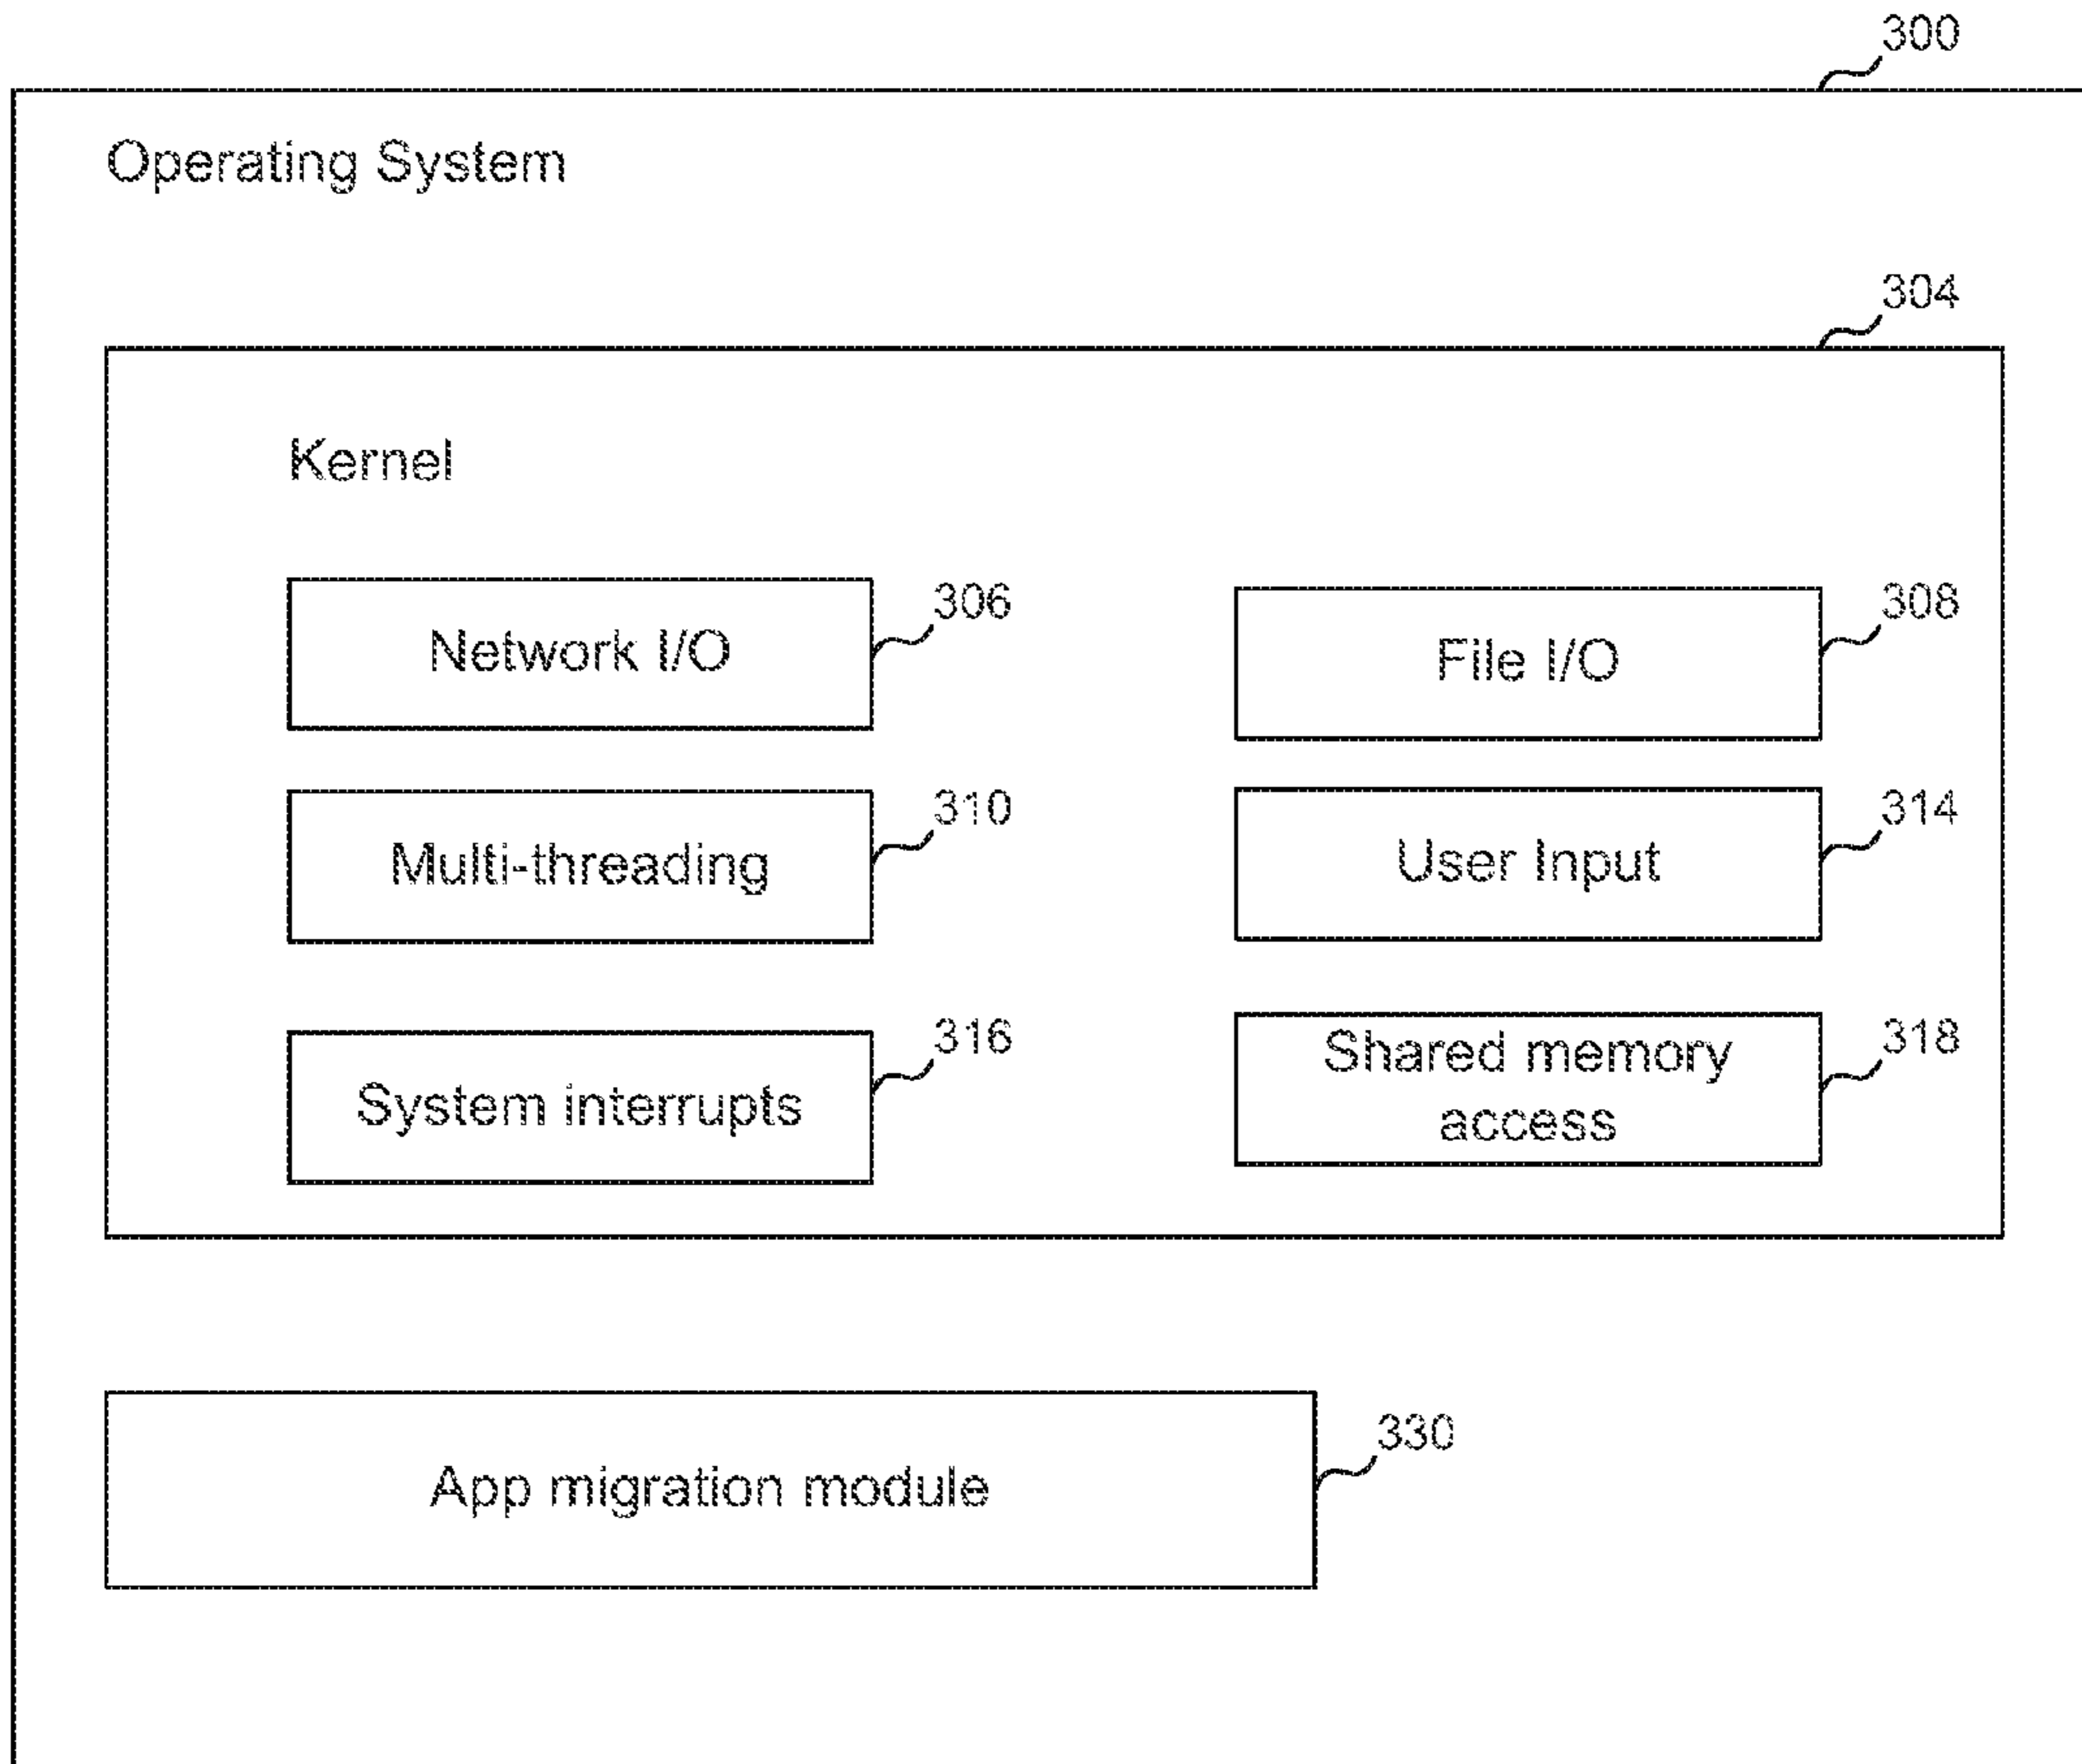 300
Operating System
304
Kernel
306
Network I/O
308
File I/O
310
Multi-threading
314
User Input
316
System interrupts
318
Shared memory
access
330
App migration module